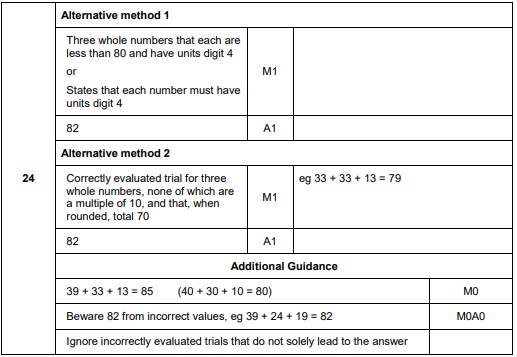 24
Alternative method 1
Three whole numbers that each are
less than 80 and have units digit 4
or
States that each number must have
units digit 4
M1
82
A1
Alternative method 2
Correctly evaluated trial for three
whole numbers, none of which are
a multiple of 10, and that, when
rounded, total 70
M1
eg 33 + 33 + 13 = 79
82
A1
Additional Guidance
39 + 33 + 13 = 85 (40 + 30 + 10 = 80)
M0
Beware 82 from incorrect values, eg 39 + 24 + 19 = 82
M0A0
Ignore incorrectly evaluated trials that do not solely lead to the answer